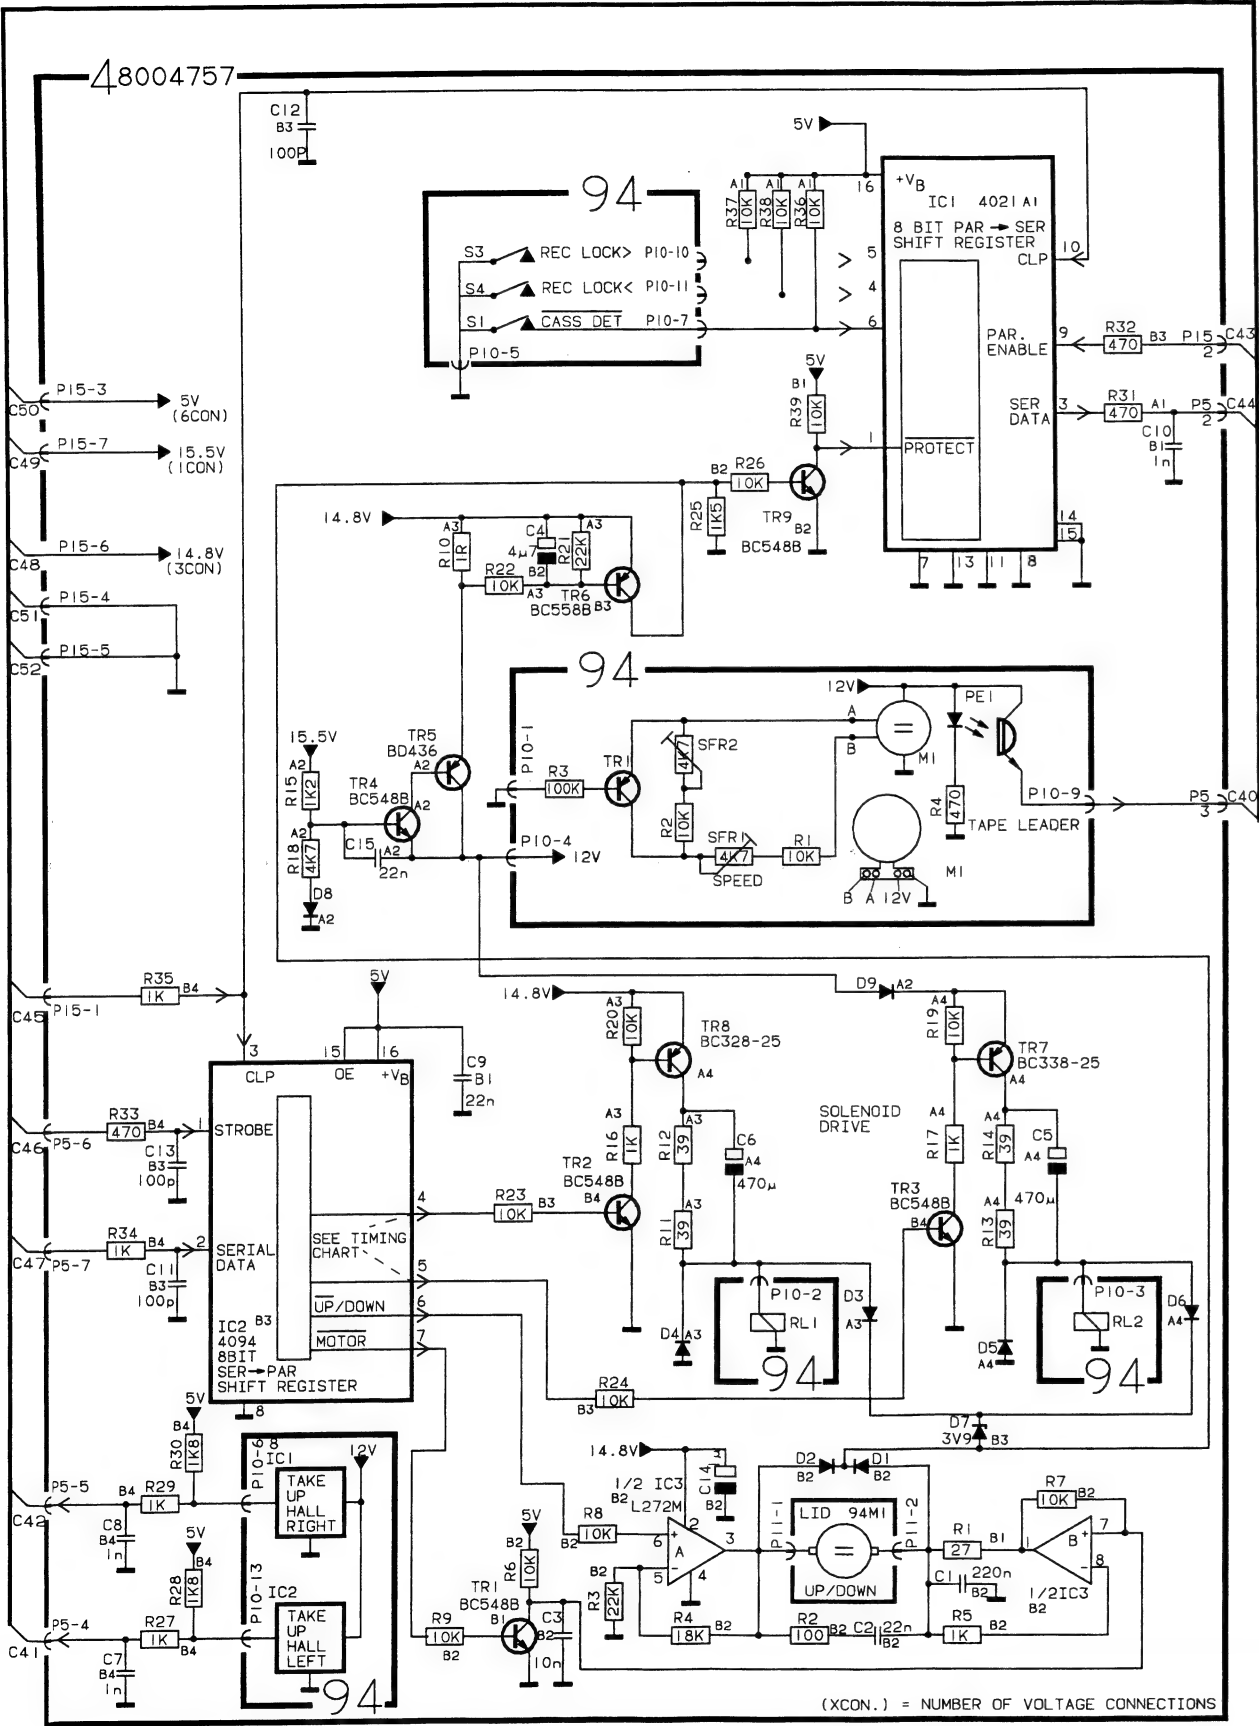 48004757
C12
B3
100P
5V
94
S3
REC LOCK> P10-10
S4
REC LOCK< P10-11
S1
CASS DET P10-7
P10-5
A1
R37
10K
A1
R38
10K
A1
R36
10K
16
+VB
IC1 4021 A1
8 BIT PAR → SER
SHIFT REGISTER
CLP
10
5
4
6
PAR.
ENABLE
9
R32
470
B3
P15
2
C43
SER
DATA
3
R31
470
A1
P5
2
C44
C10
B1
1n
PROTECT
1
14
15
7
13
11
8
5V
B1
R39
10K
B2
R26
10K
R25
1K5
TR9
B2
BC548B
C50
P15-3
5V
(6CON)
C49
P15-7
15.5V
(1CON)
C48
P15-6
14.8V
(3CON)
C51
P15-4
C52
P15-5
14.8V
A3
R10
1R
C4
4µ7
B2
A3
R21
22K
R22
10K
A3
TR6
BC558B
B3
94
15.5V
A2
R15
1K2
TR5
BD436
A2
TR4
BC548B
A2
A2
R18
4K7
C15
A2
22n
D8
A2
P10-1
R3
100K
TR1
P10-4
12V
SFR2
4K7
R2
10K
SFR1
4K7
SPEED
R1
10K
12V
A
B
M1
PE1
R4
470
P10-9
TAPE LEADER
P5
3
C40
M1
B A 12V
C45
P15-1
R35
1K
B4
5V
3
CLP
15
OE
16
+VB
C9
B1
22n
C46
P5-6
R33
470
B4
1
STROBE
C13
B3
100p
C47
P5-7
R34
1K
B4
2
SERIAL
DATA
C11
B3
100p
SEE TIMING
CHART
4
5
UP/DOWN
6
MOTOR
7
IC2
B3
4094
8BIT
SER→PAR
SHIFT REGISTER
8
14.8V
A3
R20
10K
TR8
BC328-25
A4
A3
R16
1K
A3
R12
39
C6
A4
470µ
TR2
BC548B
B4
R23
10K
B3
A3
R11
39
D4
A3
P10-2
RL1
94
D3
A3
SOLENOID
DRIVE
D9
A2
A4
R19
10K
TR7
BC338-25
A4
A4
R17
1K
A4
R14
39
C5
A4
470µ
TR3
BC548B
B4
A4
R13
39
D5
A4
P10-3
RL2
94
D6
A4
R24
10K
B3
D7
3V9
B3
5V
B4
R30
1K8
P10-6
8
IC1
12V
TAKE
UP
HALL
RIGHT
P5-5
B4
R29
1K
C42
C8
B4
1n
5V
B4
R28
1K8
P10-13
IC2
TAKE
UP
HALL
LEFT
94
P5-4
R27
1K
B4
C41
C7
B4
1n
14.8V
1/2 IC3
B2
L272M
C14
B2
D2
B2
D1
B2
P11-1
LID 94M1
UP/DOWN
P11-2
R8
10K
B2
6
+
A
5
-
2
3
4
5V
B2
R6
10K
TR1
BC548B
B1
R9
10K
B2
C3
B2
10n
B2
R3
22K
R4
18K
B2
R2
100
B2
C2
22n
B2
R1
27
B1
1
C1
220n
B2
R5
1K
B2
R7
10K
B2
7
B+
-
8
1/2IC3
B2
(XCON.) = NUMBER OF VOLTAGE CONNECTIONS